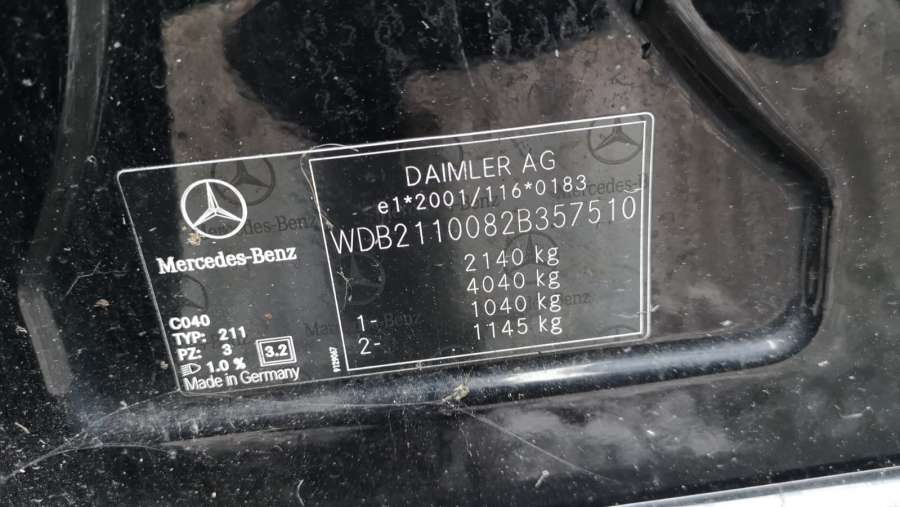 Mercedes-Benz
C040
TYP: 211
PZ: 3
1.0 %
3.2
Made in Germany
DAIMLER AG
e1*2001/116*0183
WDB2110082B357510
2140 kg
4040 kg
1- 1040 kg
2- 1145 kg